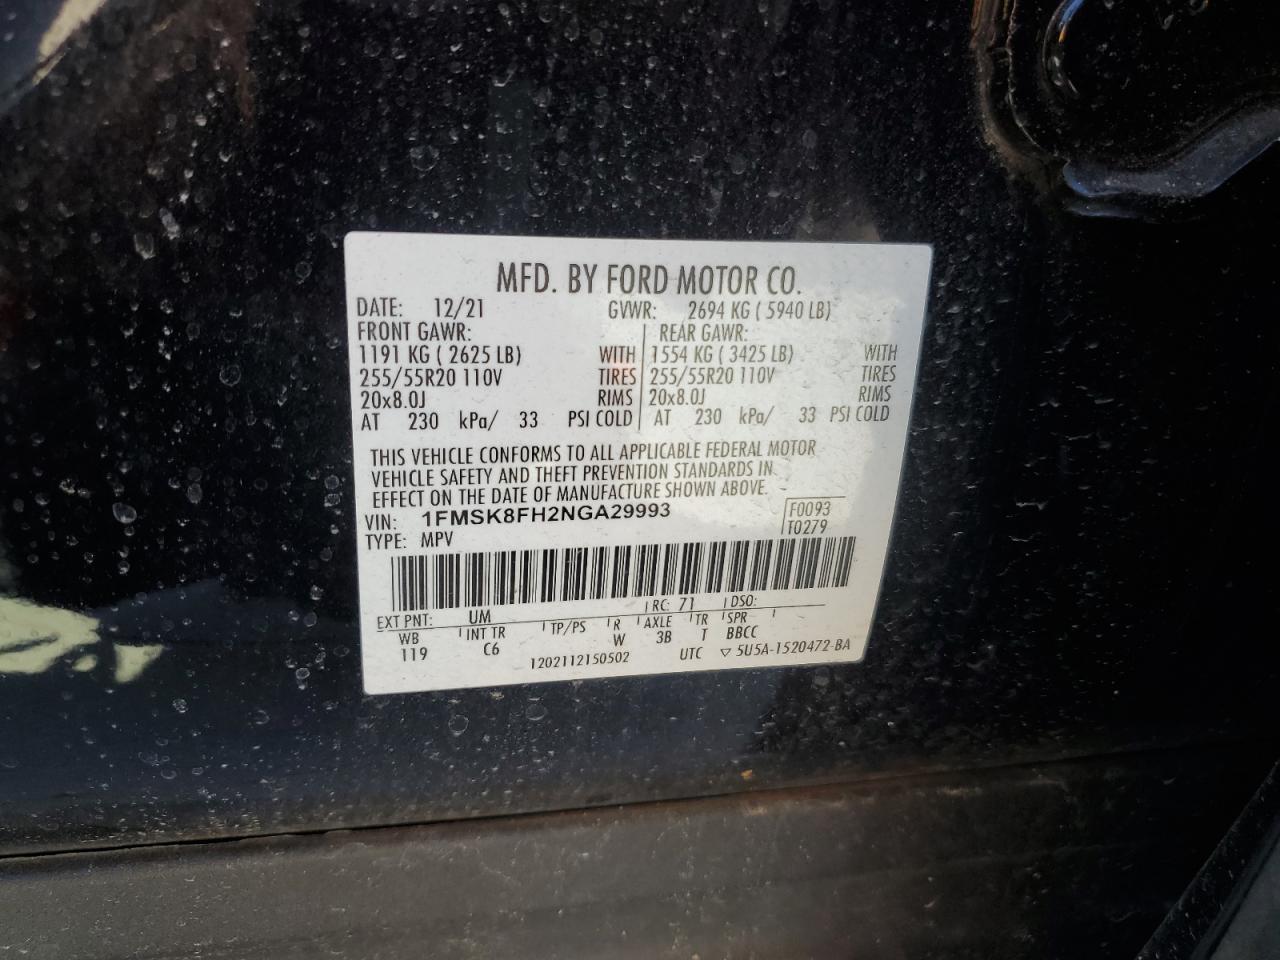 MFD. BY FORD MOTOR CO.
DATE: 12/21 GVWR: 2694 KG ( 5940 LB)
FRONT GAWR: REAR GAWR:
1191 KG ( 2625 LB) WITH 1554 KG ( 3425 LB) WITH
255/55R20 110V TIRES 255/55R20 110V TIRES
20x8.0J RIMS 20x8.0J RIMS
AT 230 kPa/ 33 PSI COLD AT 230 kPa/ 33 PSI COLD
THIS VEHICLE CONFORMS TO ALL APPLICABLE FEDERAL MOTOR
VEHICLE SAFETY AND THEFT PREVENTION STANDARDS IN
EFFECT ON THE DATE OF MANUFACTURE SHOWN ABOVE.
VIN: 1FMSK8FH2NGA29993 F0093
TYPE: MPV T0279
EXT PNT: UM RC: 71 DSO:
WB INT TR TP/PS R AXLE TR SPR
119 C6 W 3B T BBCC
1202112150502 UTC ▽ 5U5A-1520472-BA